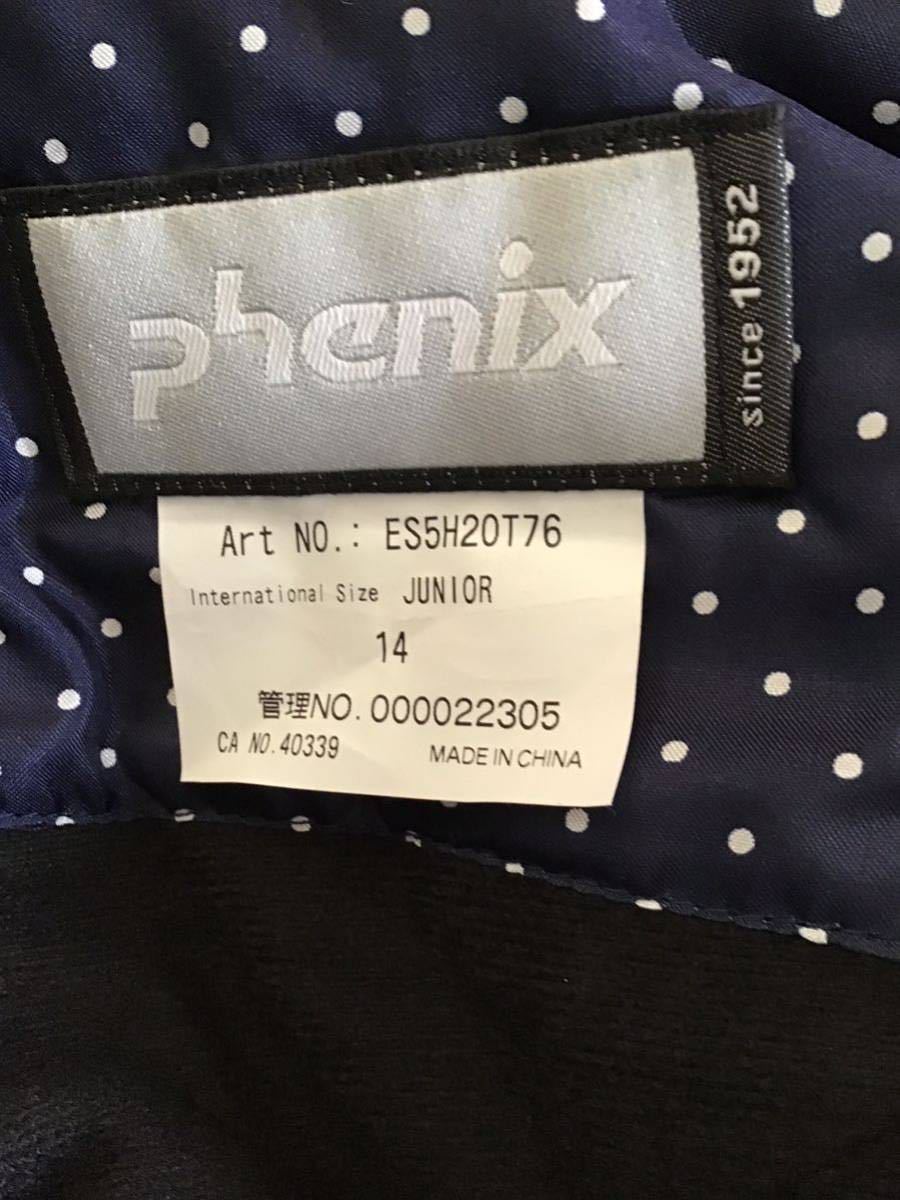 phenix
since 1952
Art NO.: ES5H20T76
International Size JUNIOR
14
管理NO. 000022305
CA NO. 40339 MADE IN CHINA